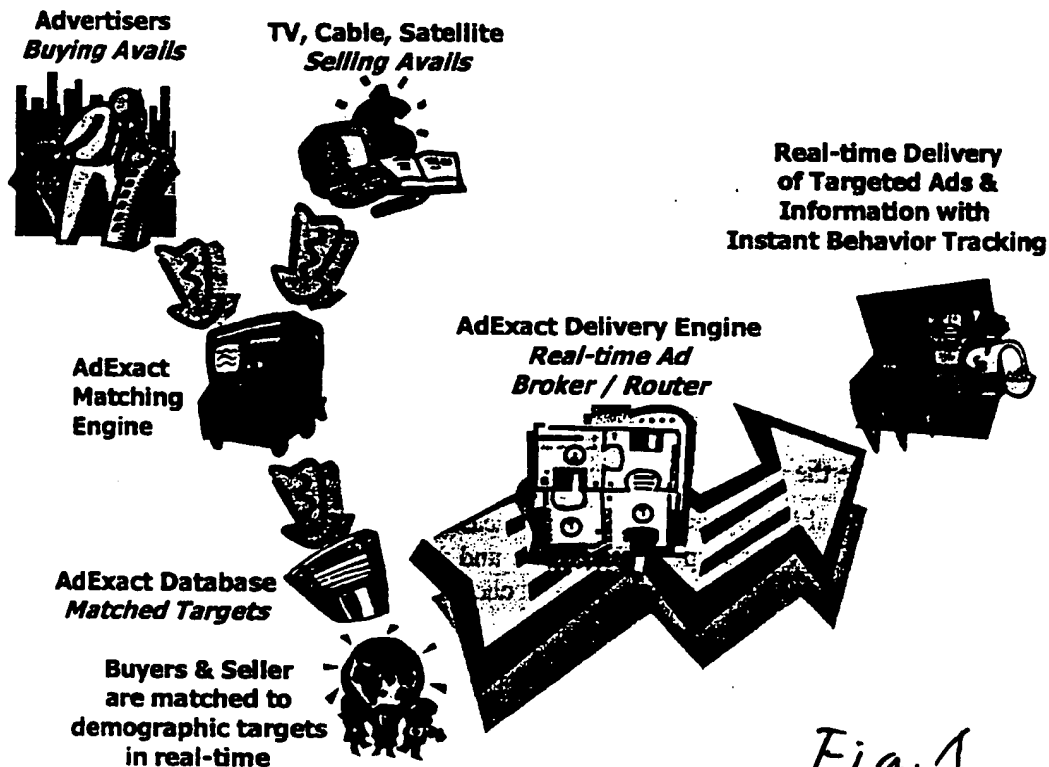 Advertisers
Buying Avails
TV, Cable, Satellite
Selling Avails
Real-time Delivery
of Targeted Ads &
Information with
Instant Behavior Tracking
AdExact Delivery Engine
Real-time Ad
Broker / Router
AdExact
Matching
Engine
AdExact Database
Matched Targets
Buyers & Seller
are matched to
demographic targets
in real-time
Fig. 1